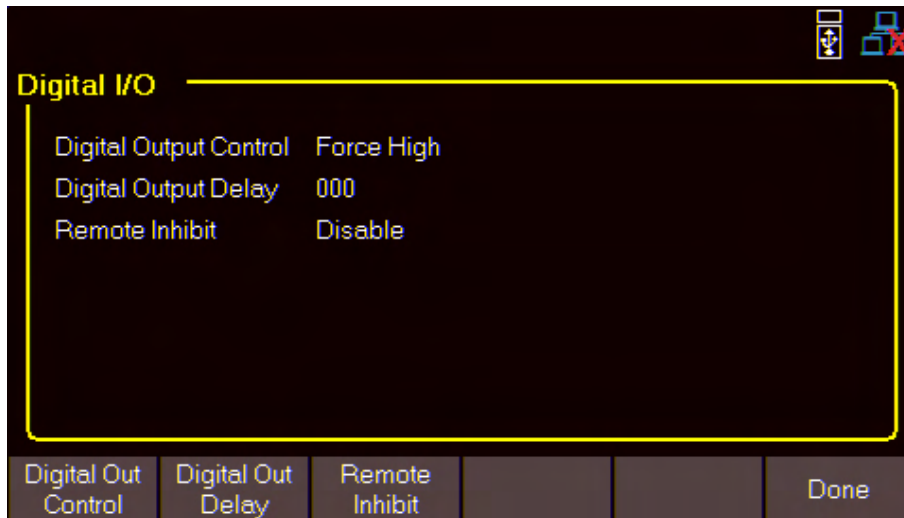 Digital I/O
Digital Output Control Force High
Digital Output Delay 000
Remote Inhibit Disable
Digital Out Control
Digital Out Delay
Remote Inhibit
Done